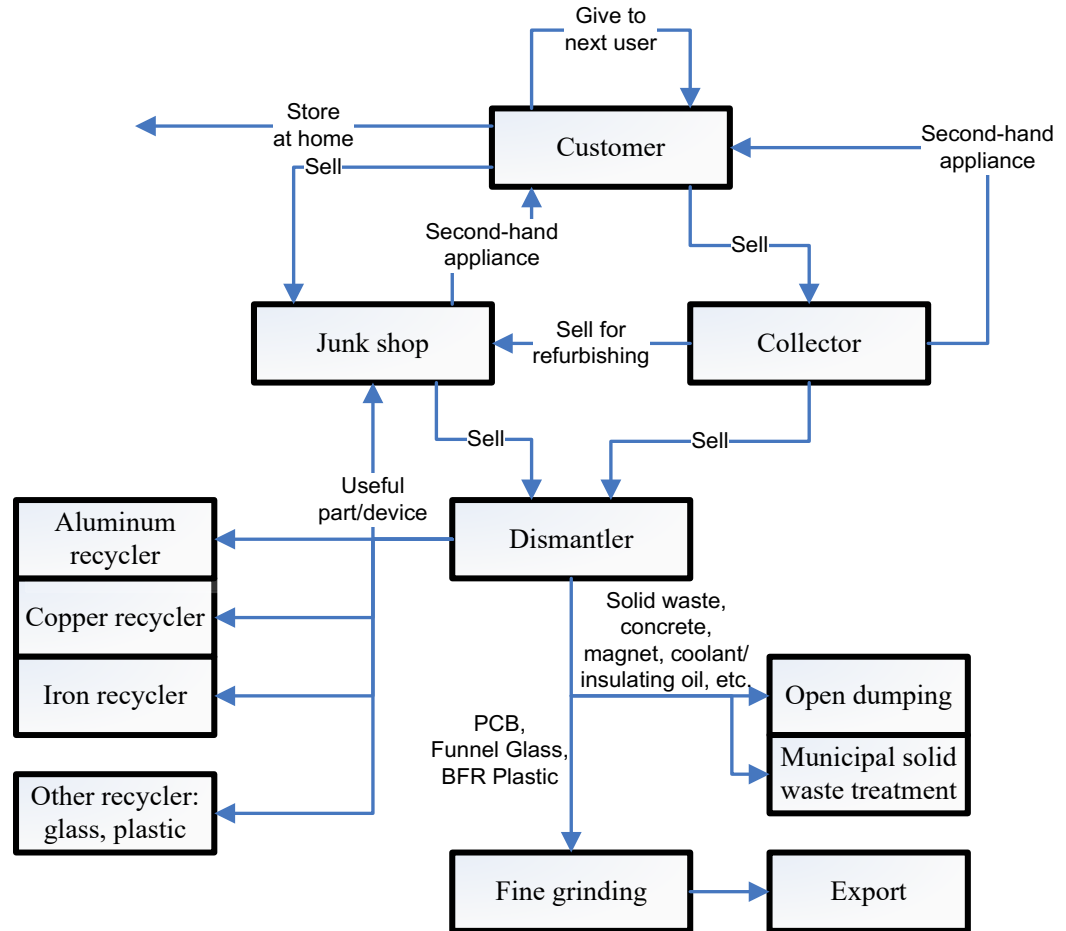 Give to
next user
Store
at home
Customer
Second-hand
appliance
Sell
Second-hand
appliance
Sell
Junk shop
Sell for
refurbishing
Collector
Sell
Sell
Useful
part/device
Aluminum
recycler
Dismantler
Copper recycler
Solid waste,
concrete,
magnet, coolant/
insulating oil, etc.
Iron recycler
Open dumping
PCB,
Funnel Glass,
BFR Plastic
Municipal solid
waste treatment
Other recycler:
glass, plastic
Fine grinding
Export